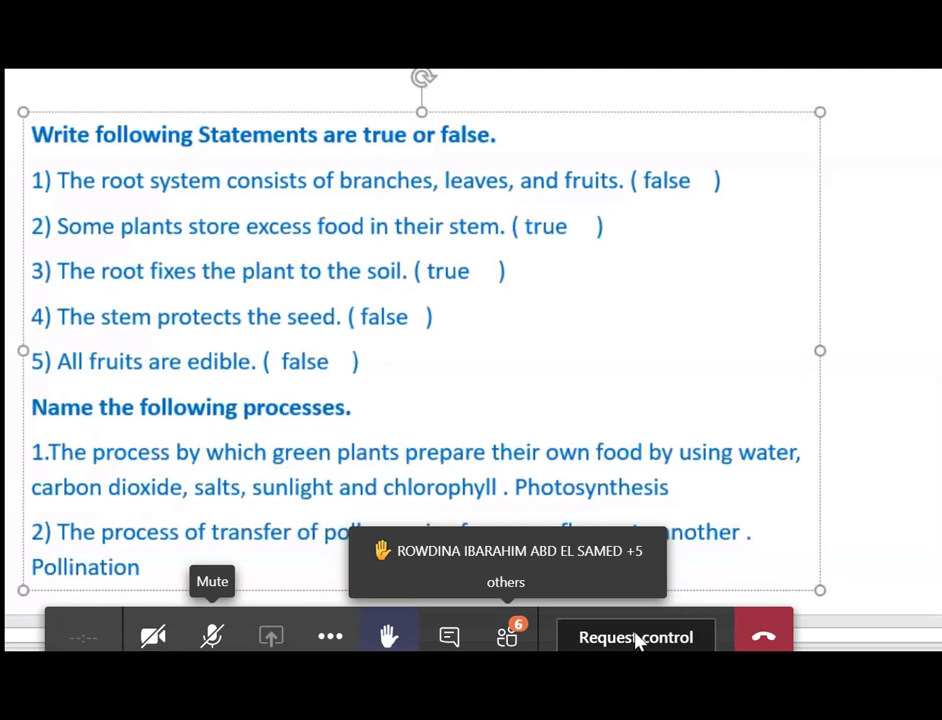 Write following Statements are true or false.
1) The root system consists of branches, leaves, and fruits. ( false )
2) Some plants store excess food in their stem. ( true )
3) The root fixes the plant to the soil. ( true )
4) The stem protects the seed. ( false )
5) All fruits are edible. ( false )
Name the following processes.
1.The process by which green plants prepare their own food by using water,
carbon dioxide, salts, sunlight and chlorophyll . Photosynthesis
2) The process of transfer of another .
Pollination
ROWDINA IBARAHIM ABD EL SAMED +5
others
Mute
--:--
6
Request control